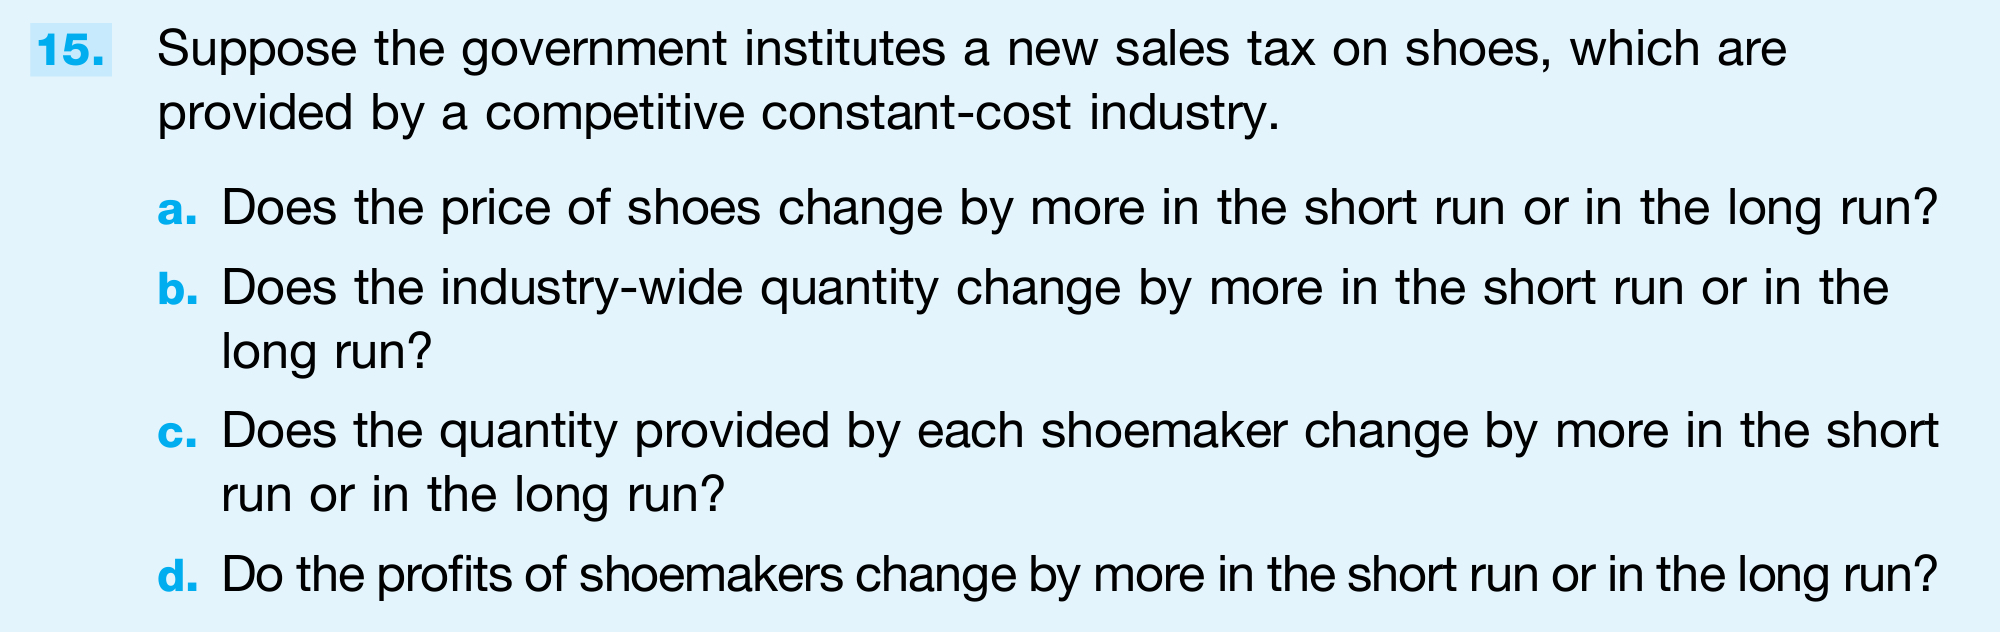 15. Suppose the government institutes a new sales tax on shoes, which are
provided by a competitive constant-cost industry.
a. Does the price of shoes change by more in the short run or in the long run?
b. Does the industry-wide quantity change by more in the short run or in the
long run?
c. Does the quantity provided by each shoemaker change by more in the short
run or in the long run?
d. Do the profits of shoemakers change by more in the short run or in the long run?